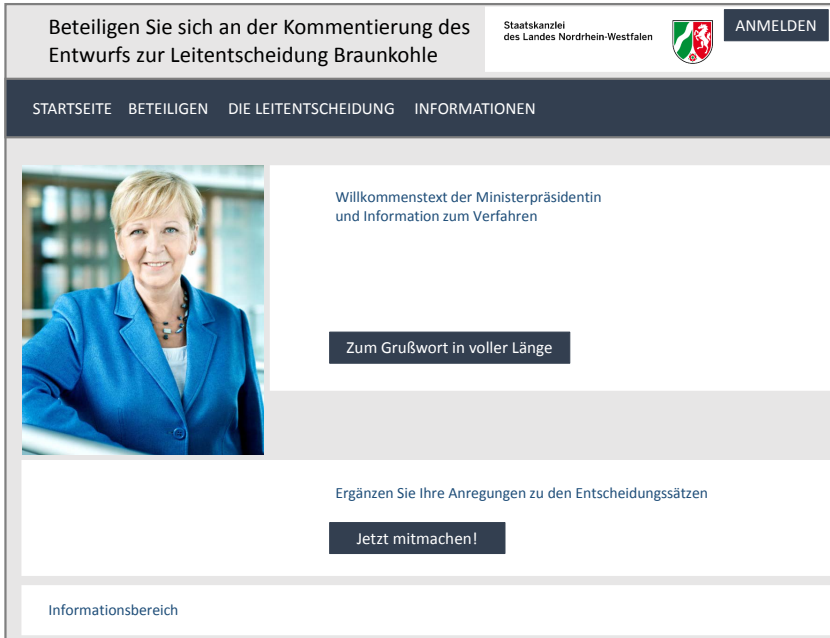 Beteiligen Sie sich an der Kommentierung des
Entwurfs zur Leitentscheidung Braunkohle
Staatskanzlei
des Landes Nordrhein-Westfalen
ANMELDEN
STARTSEITE BETEILIGEN DIE LEITENTSCHEIDUNG INFORMATIONEN
Willkommenstext der Ministerpräsidentin
und Information zum Verfahren
Zum Grußwort in voller Länge
Ergänzen Sie Ihre Anregungen zu den Entscheidungssätzen
Jetzt mitmachen!
Informationsbereich